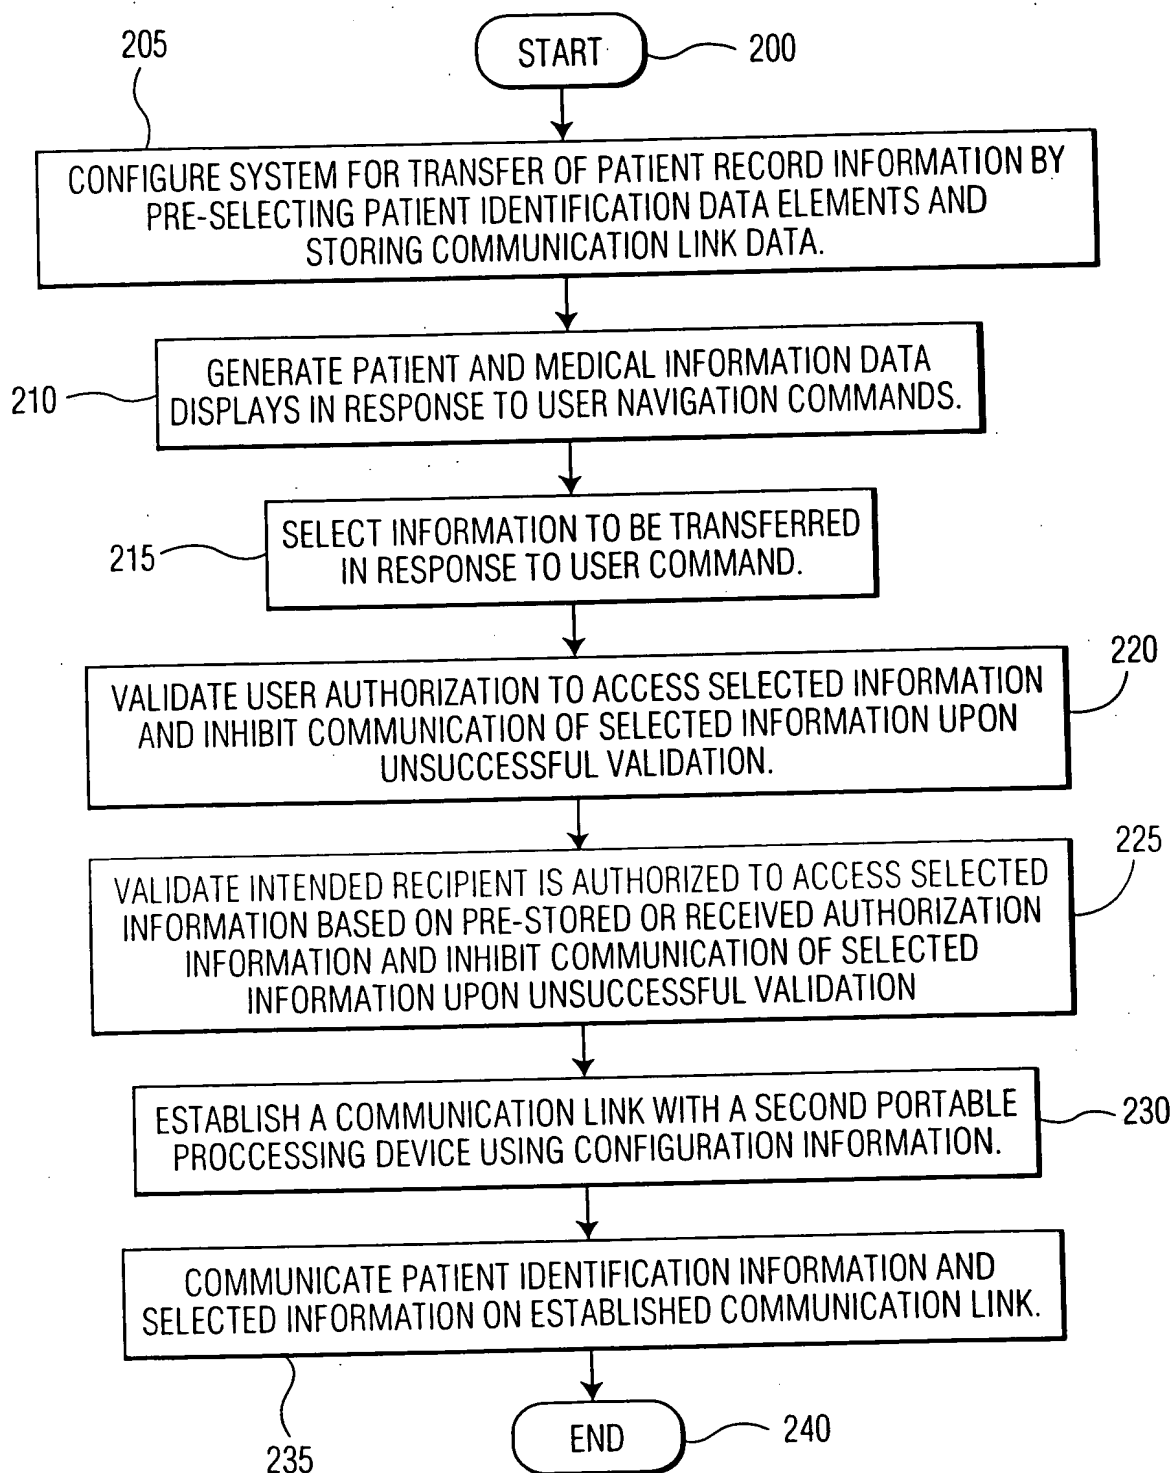 205
START
200
CONFIGURE SYSTEM FOR TRANSFER OF PATIENT RECORD INFORMATION BY
PRE-SELECTING PATIENT IDENTIFICATION DATA ELEMENTS AND
STORING COMMUNICATION LINK DATA.
210
GENERATE PATIENT AND MEDICAL INFORMATION DATA
DISPLAYS IN RESPONSE TO USER NAVIGATION COMMANDS.
215
SELECT INFORMATION TO BE TRANSFERRED
IN RESPONSE TO USER COMMAND.
220
VALIDATE USER AUTHORIZATION TO ACCESS SELECTED INFORMATION
AND INHIBIT COMMUNICATION OF SELECTED INFORMATION UPON
UNSUCCESSFUL VALIDATION.
225
VALIDATE INTENDED RECIPIENT IS AUTHORIZED TO ACCESS SELECTED
INFORMATION BASED ON PRE-STORED OR RECEIVED AUTHORIZATION
INFORMATION AND INHIBIT COMMUNICATION OF SELECTED
INFORMATION UPON UNSUCCESSFUL VALIDATION
ESTABLISH A COMMUNICATION LINK WITH A SECOND PORTABLE
PROCCESSING DEVICE USING CONFIGURATION INFORMATION.
230
COMMUNICATE PATIENT IDENTIFICATION INFORMATION AND
SELECTED INFORMATION ON ESTABLISHED COMMUNICATION LINK.
235
END
240